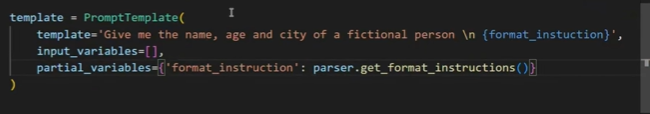 template = PromptTemplate(
    template='Give me the name, age and city of a fictional person \n {format_instuction}',
    input_variables=[],
    partial_variables={'format_instruction': parser.get_format_instructions()}
)